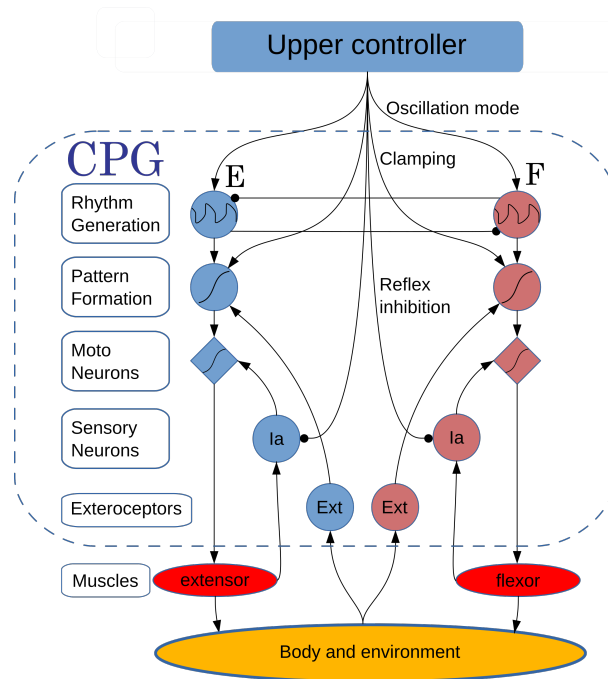 Upper controller
Oscillation mode
CPG
Clamping
E
F
Rhythm
Generation
Pattern
Formation
Reflex
inhibition
Moto
Neurons
Sensory
Neurons
Ia
Ia
Exteroceptors
Ext
Ext
Muscles
extensor
flexor
Body and environment